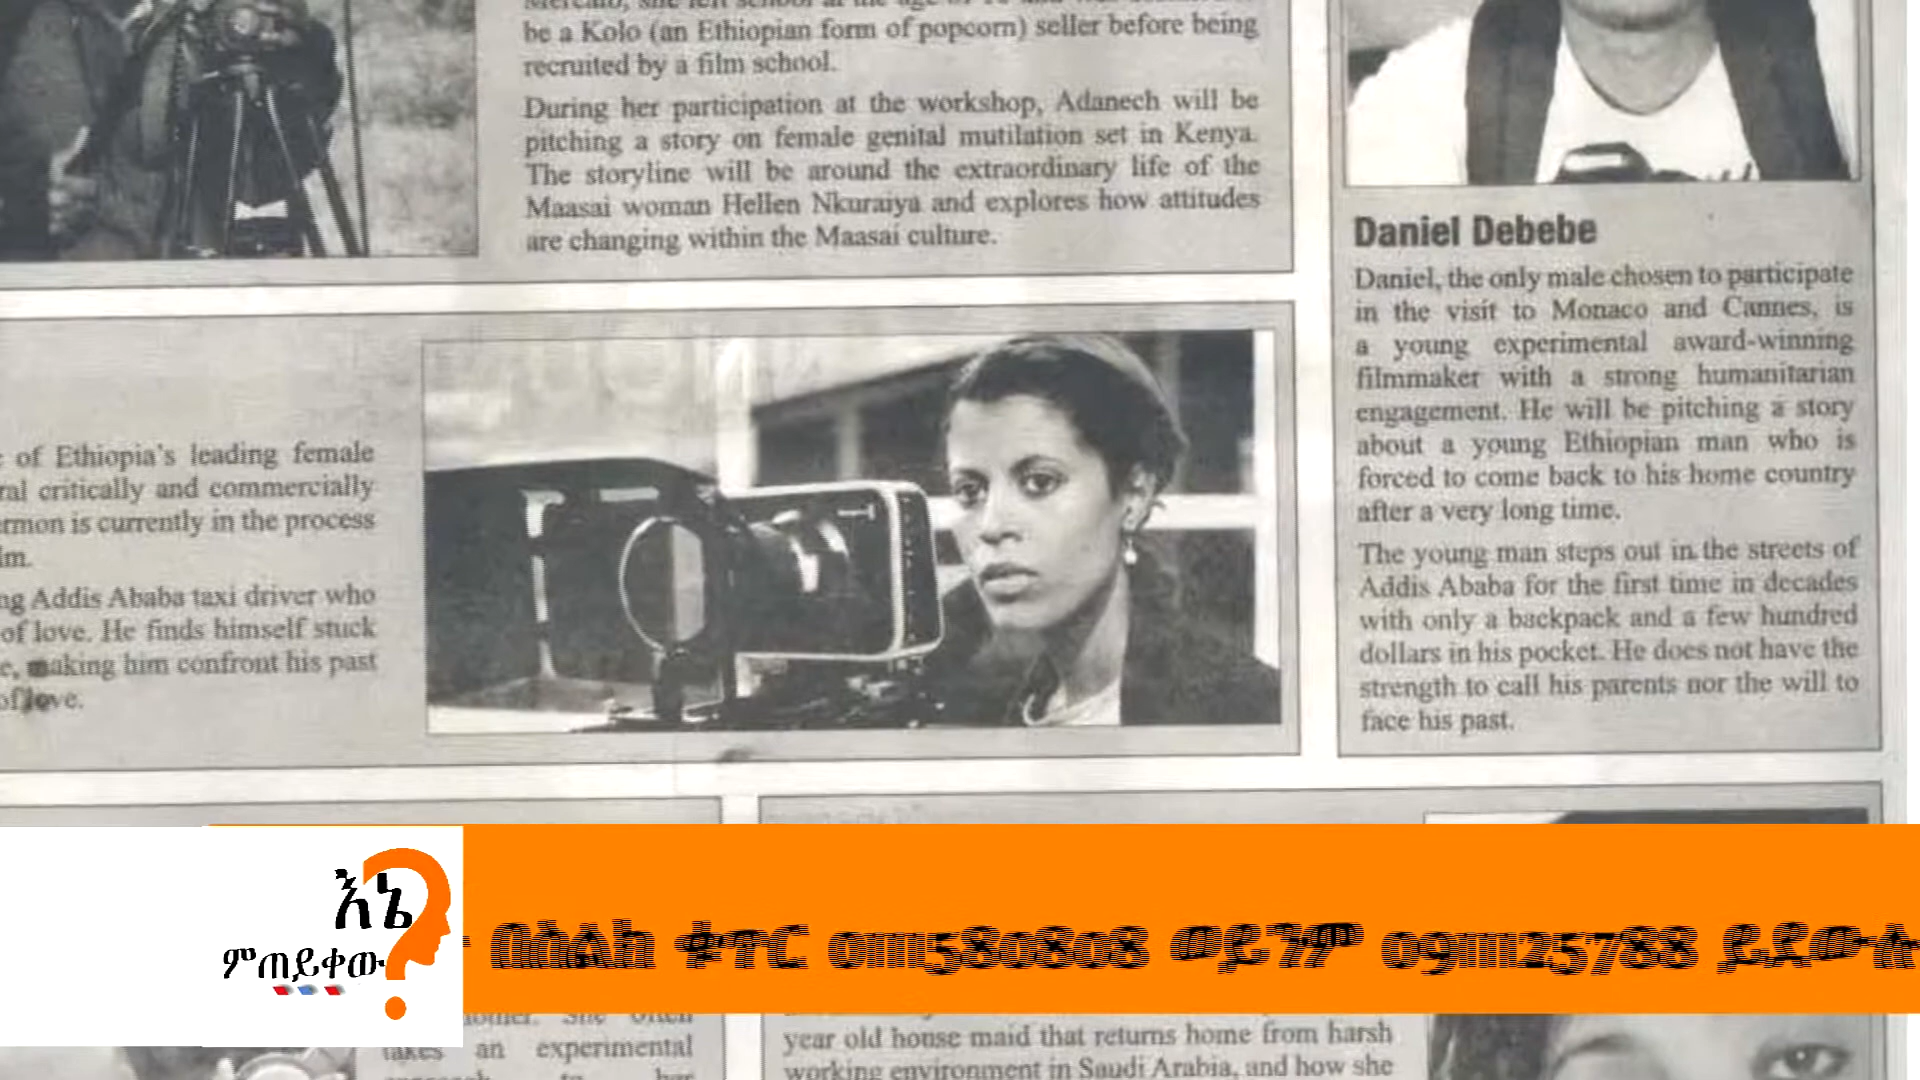 be a Kolo (an Ethiopian form of popcorn) seller before being
recruited by a film school.
During her participation at the workshop, Adanech will be
pitching a story on female genital mutilation set in Kenya.
The storyline will be around the extraordinary life of the
Maasai woman Hellen Nkuraiya and explores how attitudes
are changing within the Maasai culture.
of Ethiopia's leading female
critically and commercially
is currently in the process
Addis Ababa taxi driver who
of love. He finds himself stuck
making him confront his past
of love.
Daniel Debebe
Daniel, the only male chosen to participate
in the visit to Monaco and Cannes, is
a young experimental award-winning
filmmaker with a strong humanitarian
engagement. He will be pitching a story
about a young Ethiopian man who is
forced to come back to his home country
after a very long time.
The young man steps out in the streets of
Addis Ababa for the first time in decades
with only a backpack and a few hundred
dollars in his pocket. He does not have the
strength to call his parents nor the will to
face his past.
እኔ
ምጠይቀው
በስልክ ቁጥር 0111580808 ወይንም 0911125788 ይደውሉ
She often
takes an experimental
year old house maid that returns home from harsh
working environment in Saudi Arabia, and how she